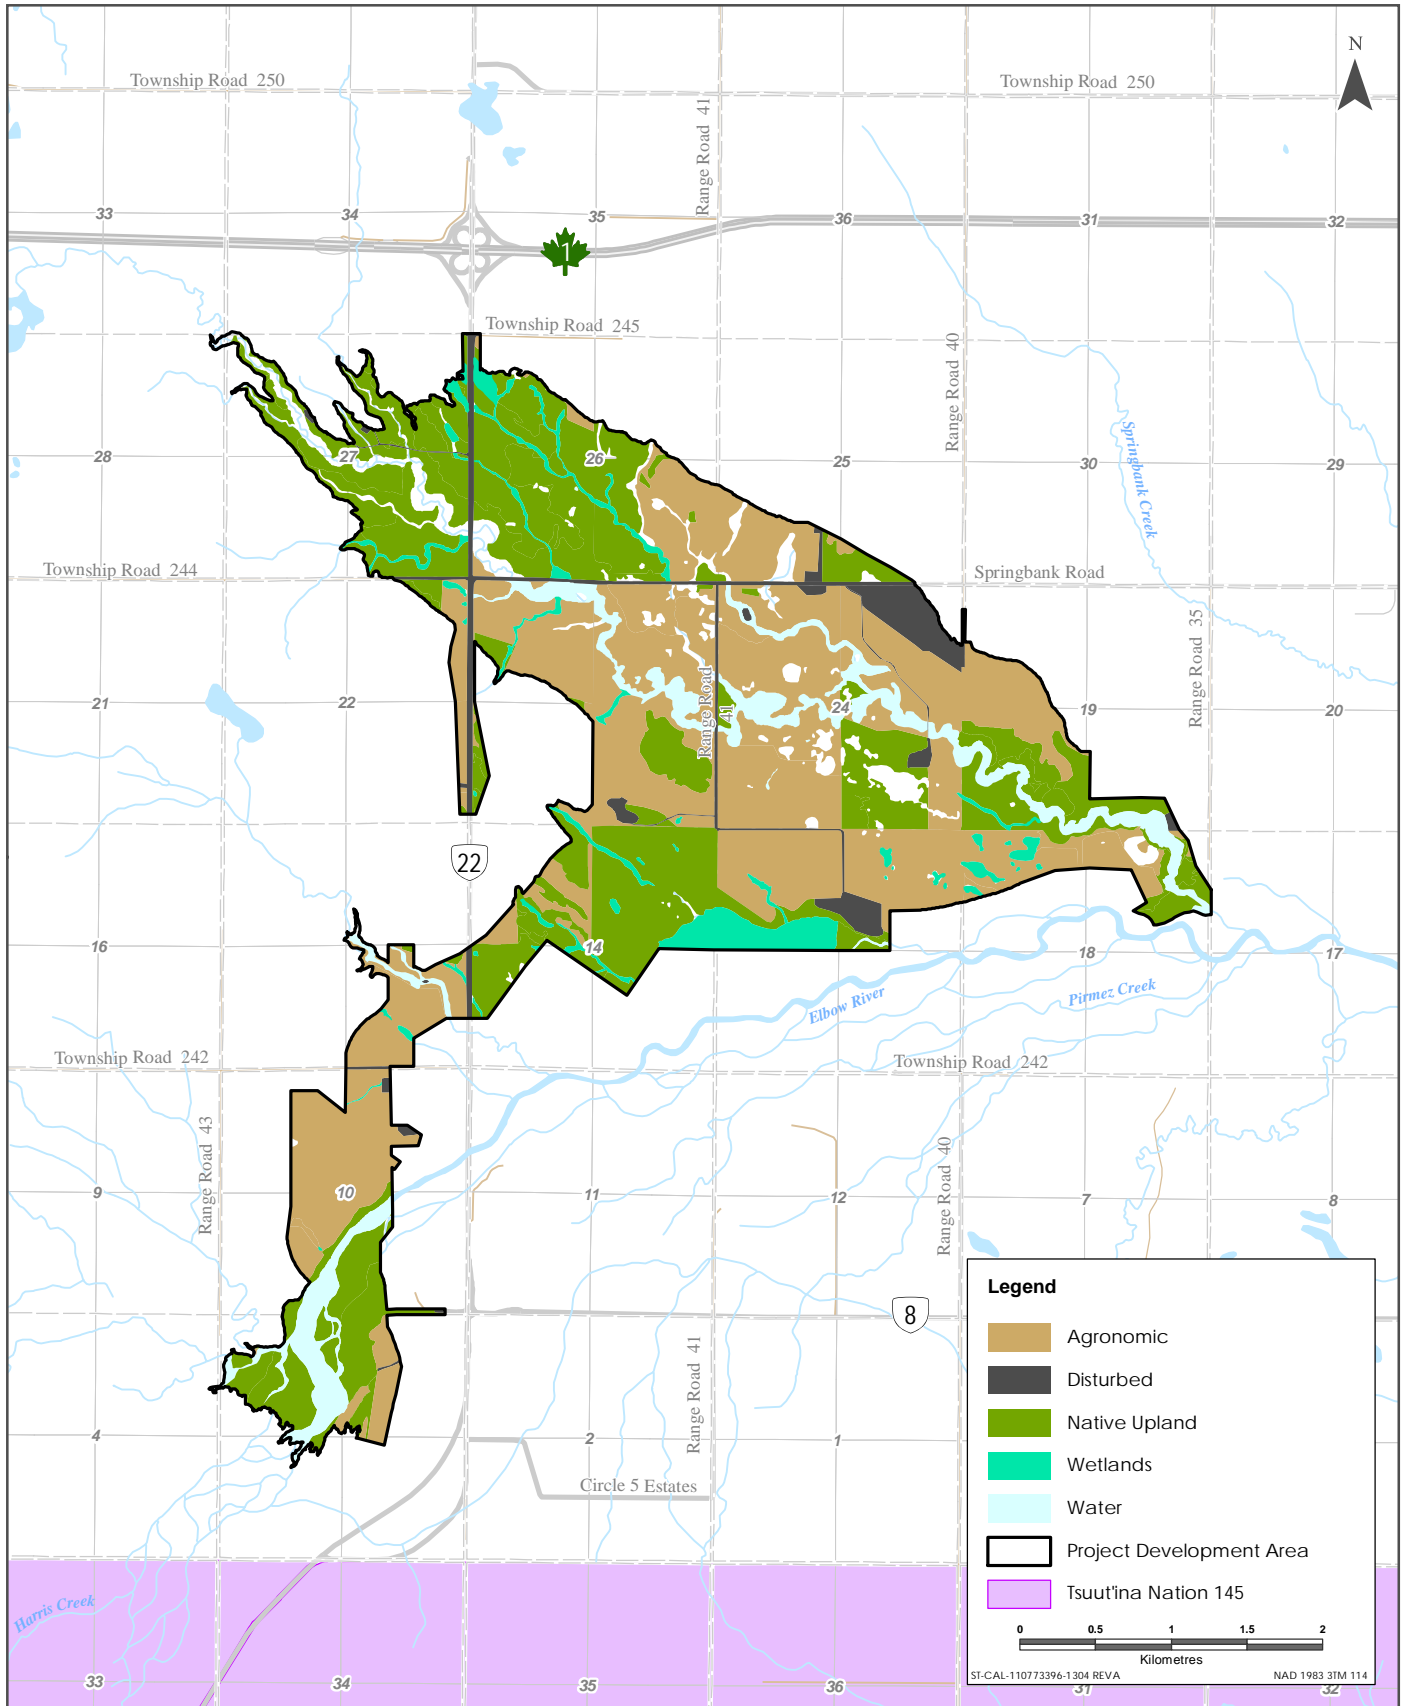 N
Township Road 250
Township Road 250
Range Road 41
33
34
35
36
31
32
1
Township Road 245
Range Road 40
Springbank Creek
28
27
26
25
30
29
Township Road 244
Springbank Road
Range Road 35
21
22
Range Road 41
24
19
20
22
16
14
18
17
Elbow River
Pirmez Creek
Township Road 242
Township Road 242
Range Road 43
Range Road 40
9
10
11
12
7
8
8
Range Road 41
4
2
1
Circle 5 Estates
Harris Creek
33
34
35
36
31
32
Legend
Agronomic
Disturbed
Native Upland
Wetlands
Water
Project Development Area
Tsuut'ina Nation 145
0 0.5 1 1.5 2
Kilometres
ST-CAL-110773396-1304 REVA
NAD 1983 3TM 114